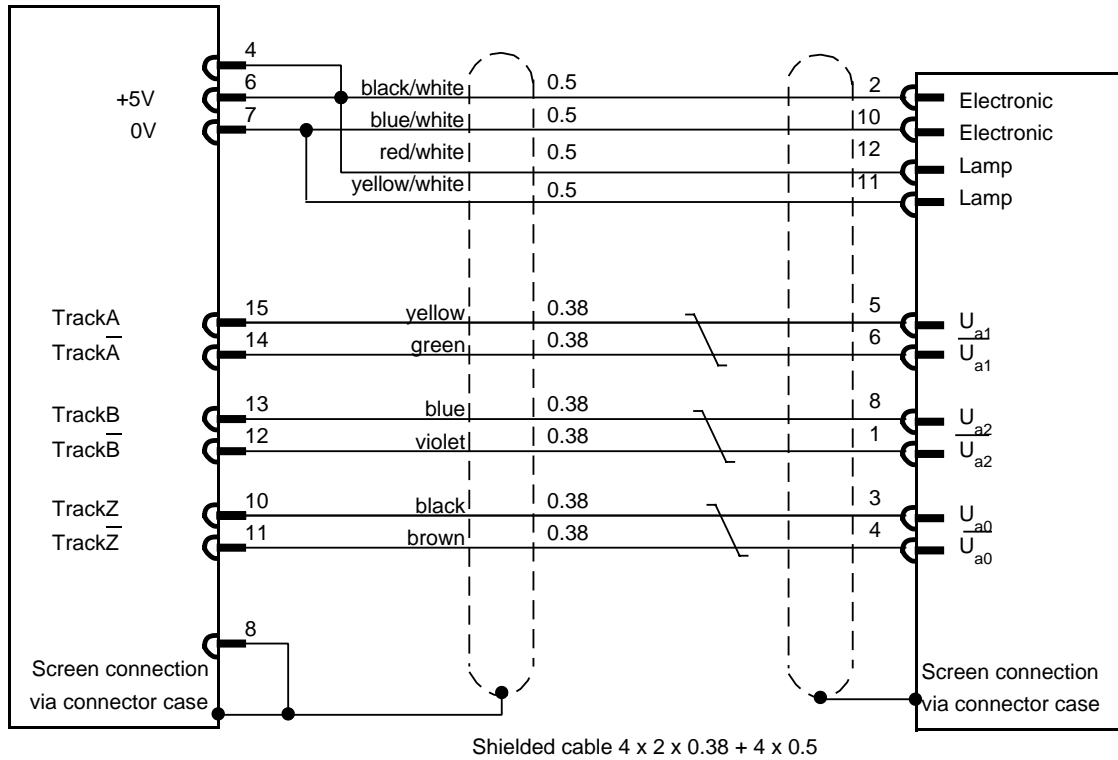 4
+5V 6 black/white 0.5 2 Electronic
0V 7 blue/white 0.5 10 Electronic
red/white 0.5 12 Lamp
yellow/white 0.5 11 Lamp
TrackA 15 yellow 0.38 5 Ua1
TrackA̅ 14 green 0.38 6 U̅a1
TrackB 13 blue 0.38 8 Ua2
TrackB̅ 12 violet 0.38 1 U̅a2
TrackZ 10 black 0.38 3 Ua0
TrackZ̅ 11 brown 0.38 4 U̅a0
8
Screen connection
via connector case
Screen connection
via connector case
Shielded cable 4 x 2 x 0.38 + 4 x 0.5